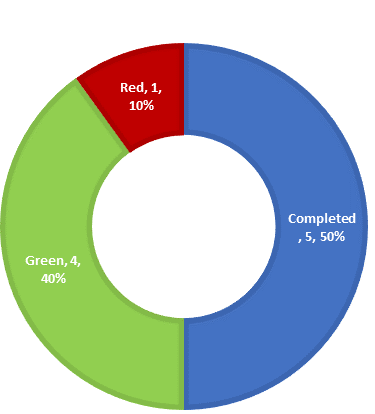 Red, 1,
10%
Completed
, 5, 50%
Green, 4,
40%